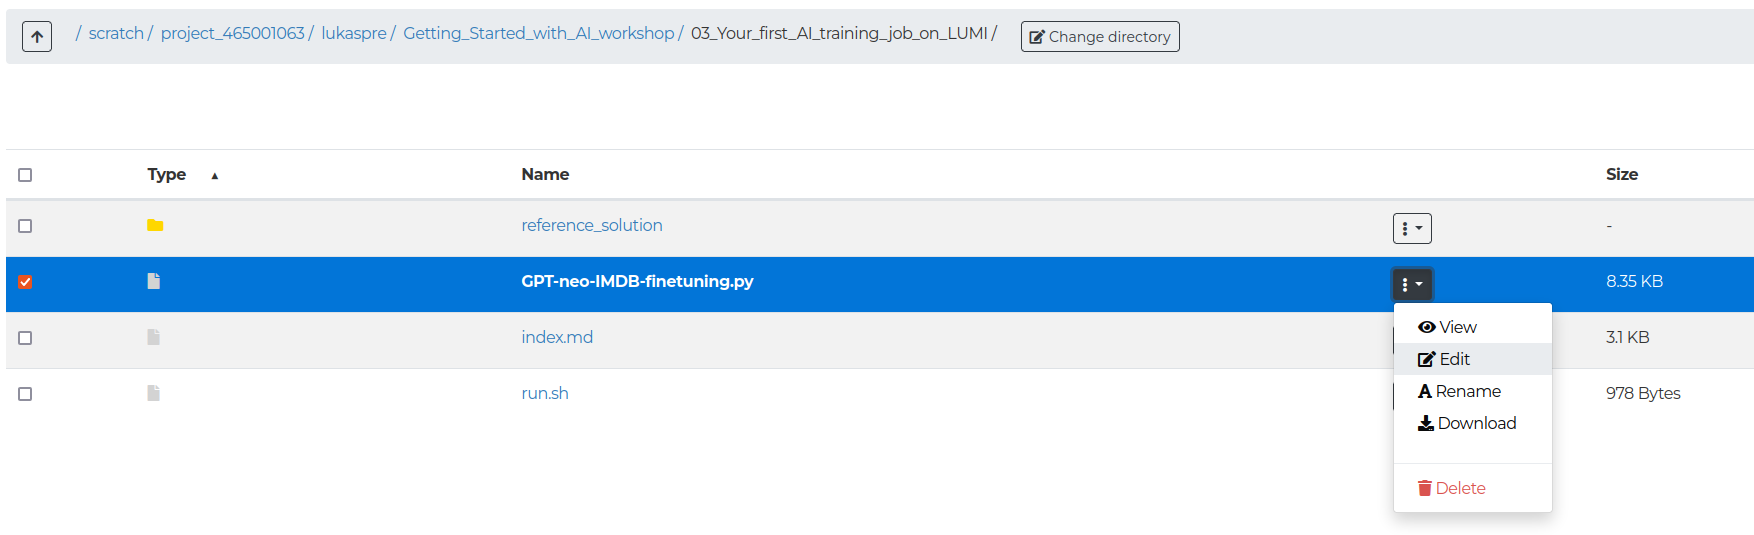 / scratch / project_465001063 / lukaspre / Getting_Started_with_AI_workshop / 03_Your_first_AI_training_job_on_LUMI / Change directory
Type ▲ Name Size
reference_solution -
GPT-neo-IMDB-finetuning.py 8.35 KB
View
index.md 3.1 KB
Edit
Rename
run.sh 978 Bytes
Download
Delete